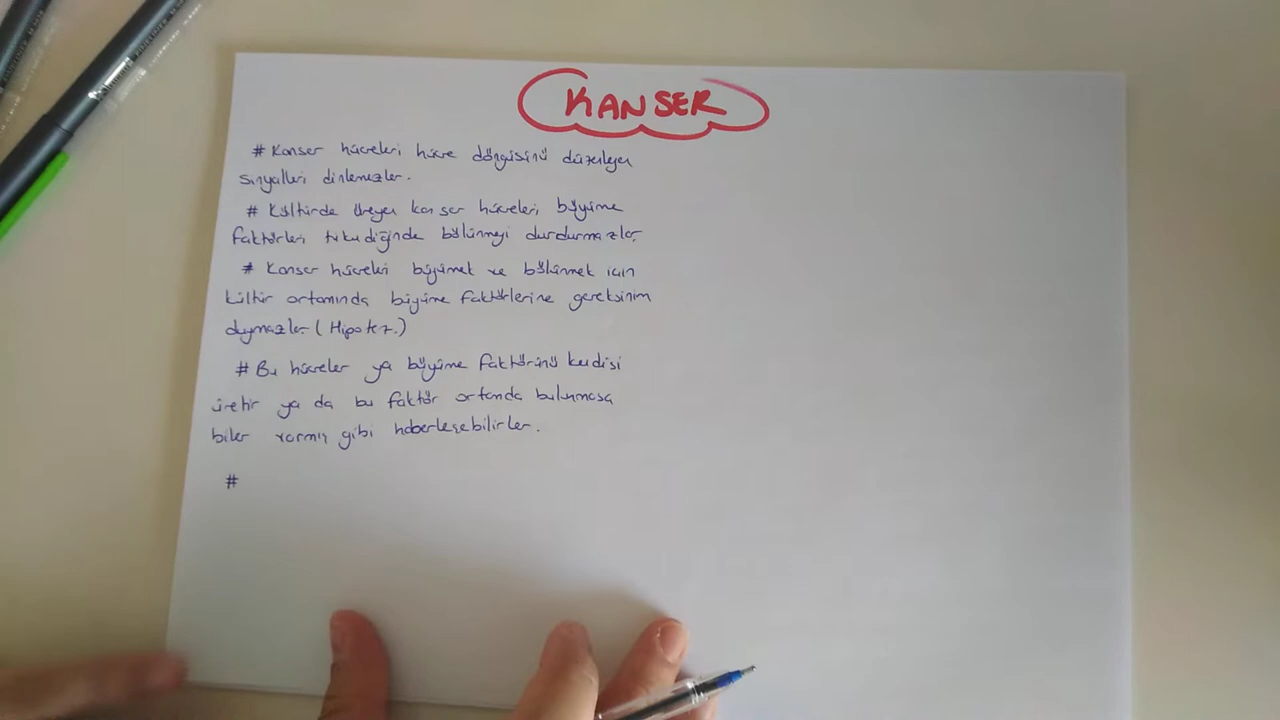 KANSER
# Kanser hücreleri hücre döngüsünü düzenleyen
sinyalleri dinlemezler.
# Kültürde üreyen kanser hücreleri, büyüme
faktörleri tükendiğinde bölünmeyi durdurmazlar.
# Kanser hücreleri büyümek ve bölünmek için
kültür ortamında büyüme faktörlerine gereksinim
duymazlar (Hipotez.)
# Bu hücreler ya büyüme faktörünü kendisi
üretir ya da bu faktör ortamda bulunmasa
bile varmış gibi haberleşebilirler.
#